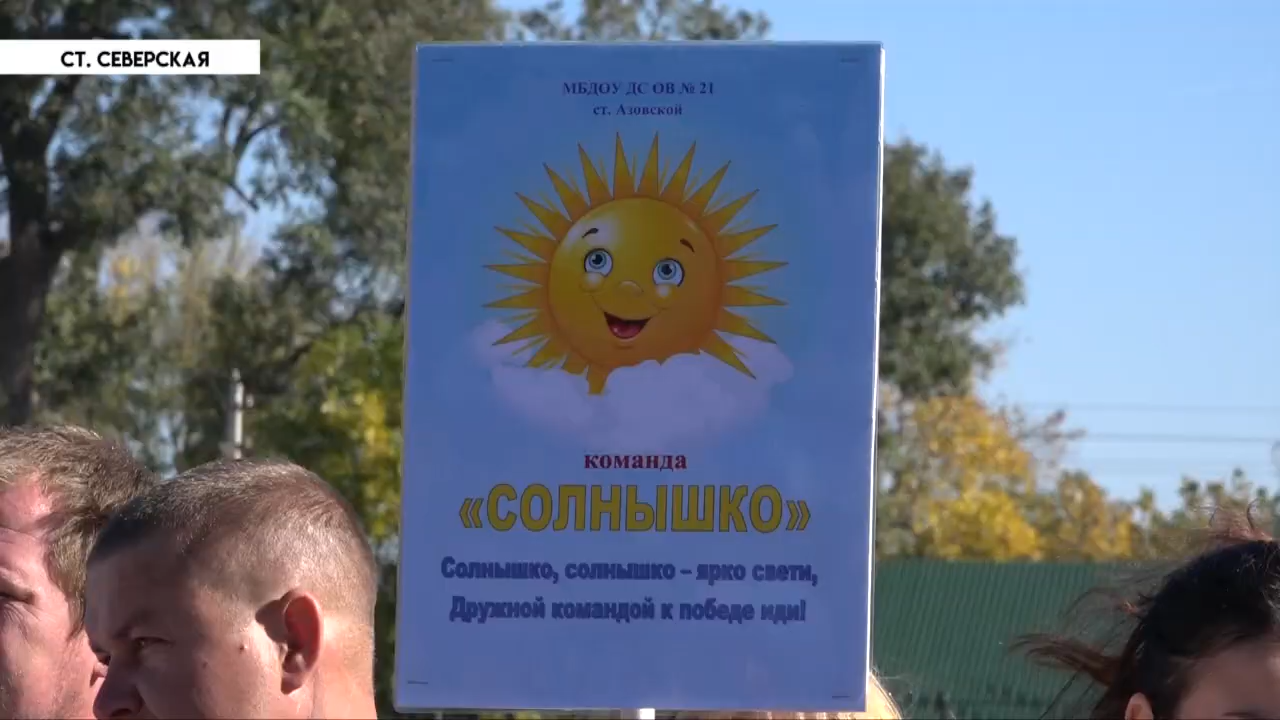 СТ. СЕВЕРСКАЯ
МБДОУ ДС ОВ № 21
ст. Азовской
команда
«СОЛНЫШКО»
Солнышко, солнышко – ярко свети,
Дружной командой к победе иди!